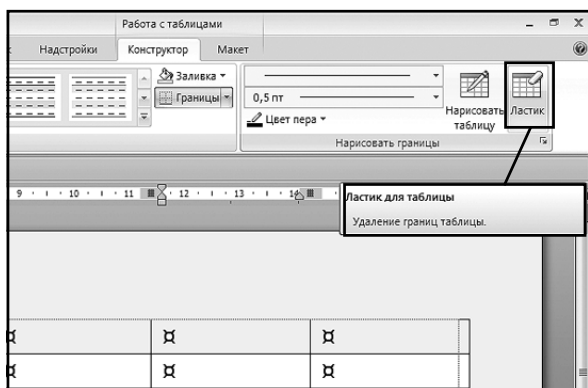 Работа с таблицами
Надстройки Конструктор Макет
Заливка
Границы
0,5 пт
Цвет пера
Нарисовать таблицу
Ластик
Нарисовать границы
9 10 11 12 13 14
Ластик для таблицы
Удаление границ таблицы.
¤ ¤ ¤
¤ ¤ ¤